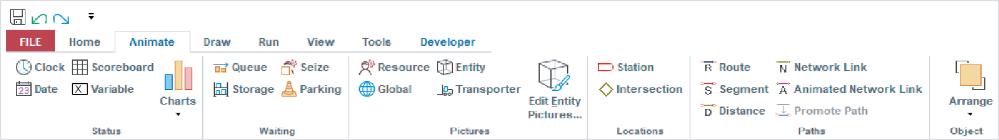 FILE Home Animate Draw Run View Tools Developer
Clock Scoreboard
23 Date X Variable
Charts
Status
Queue Seize
Storage Parking
Waiting
Resource Entity
Global Transporter
Edit Entity
Pictures...
Pictures
Station
Intersection
Locations
R Route N Network Link
S Segment A Animated Network Link
D Distance Promote Path
Paths
Arrange
Object